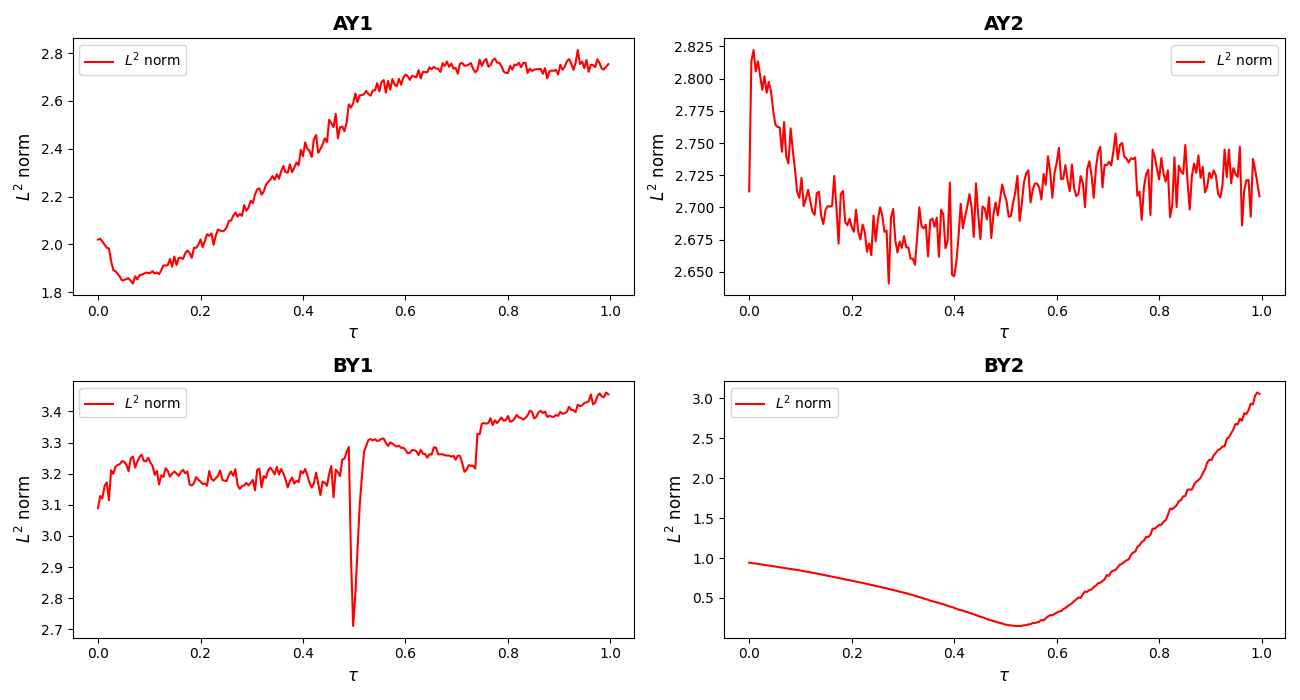 AY1
L² norm
2.8
2.6
2.4
2.2
2.0
1.8
L² norm
0.0 0.2 0.4 0.6 0.8 1.0
τ
AY2
L² norm
2.825
2.800
2.775
2.750
2.725
2.700
2.675
2.650
L² norm
0.0 0.2 0.4 0.6 0.8 1.0
τ
BY1
L² norm
3.4
3.3
3.2
3.1
3.0
2.9
2.8
2.7
L² norm
0.0 0.2 0.4 0.6 0.8 1.0
τ
BY2
L² norm
3.0
2.5
2.0
1.5
1.0
0.5
L² norm
0.0 0.2 0.4 0.6 0.8 1.0
τ